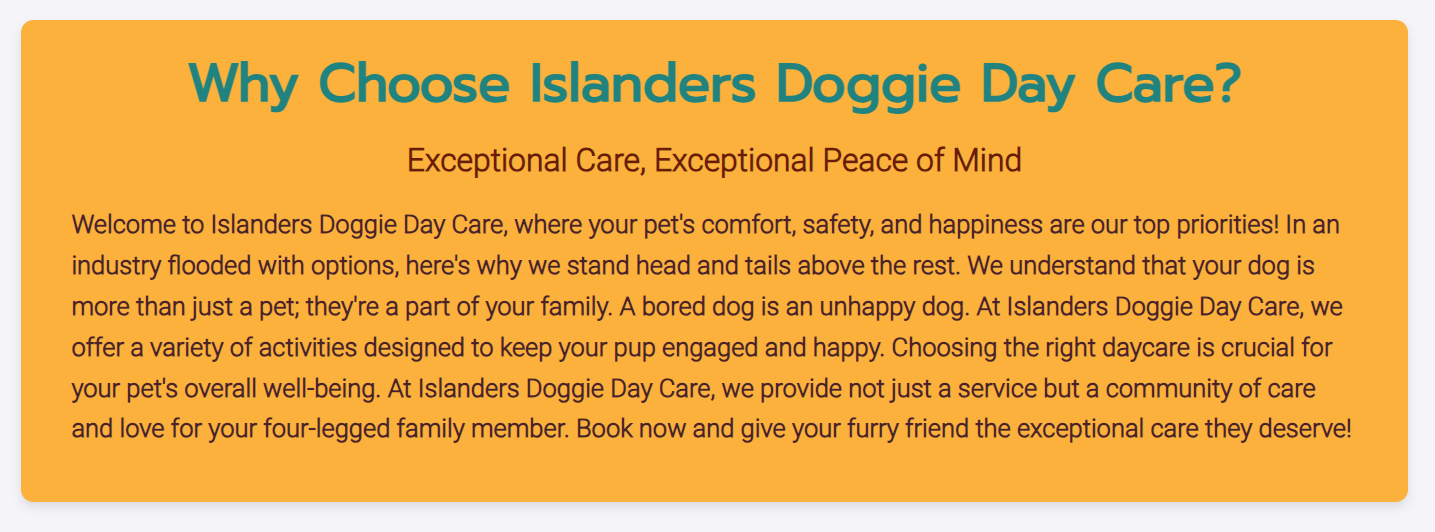 Why Choose Islanders Doggie Day Care?
Exceptional Care, Exceptional Peace of Mind
Welcome to Islanders Doggie Day Care, where your pet's comfort, safety, and happiness are our top priorities! In an
industry flooded with options, here's why we stand head and tails above the rest. We understand that your dog is
more than just a pet; they're a part of your family. A bored dog is an unhappy dog. At Islanders Doggie Day Care, we
offer a variety of activities designed to keep your pup engaged and happy. Choosing the right daycare is crucial for
your pet's overall well-being. At Islanders Doggie Day Care, we provide not just a service but a community of care
and love for your four-legged family member. Book now and give your furry friend the exceptional care they deserve!